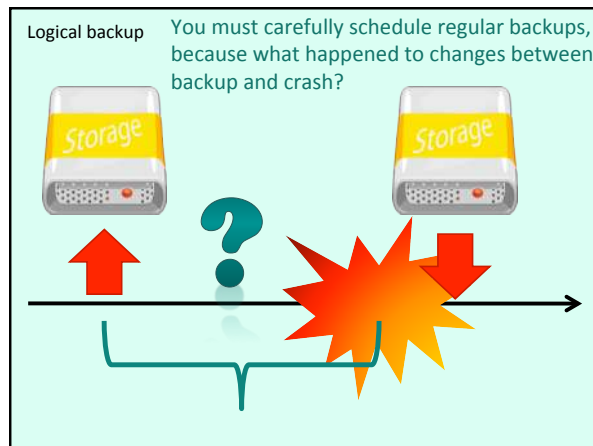 Logical backup
You must carefully schedule regular backups,
because what happened to changes between
backup and crash?
Storage
Storage
?